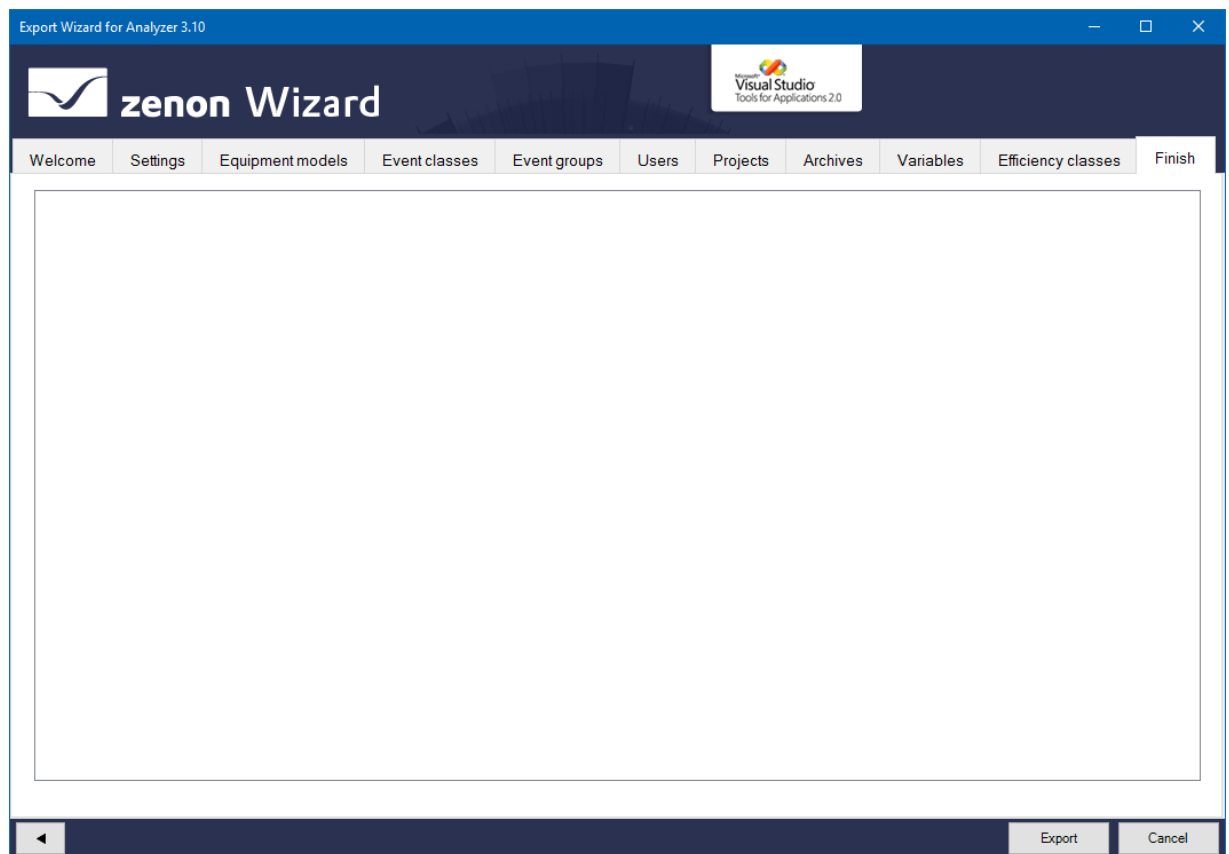 Export Wizard for Analyzer 3.10
zenon Wizard
Microsoft
Visual Studio
Tools for Applications 2.0
Welcome Settings Equipment models Event classes Event groups Users Projects Archives Variables Efficiency classes Finish
Export Cancel